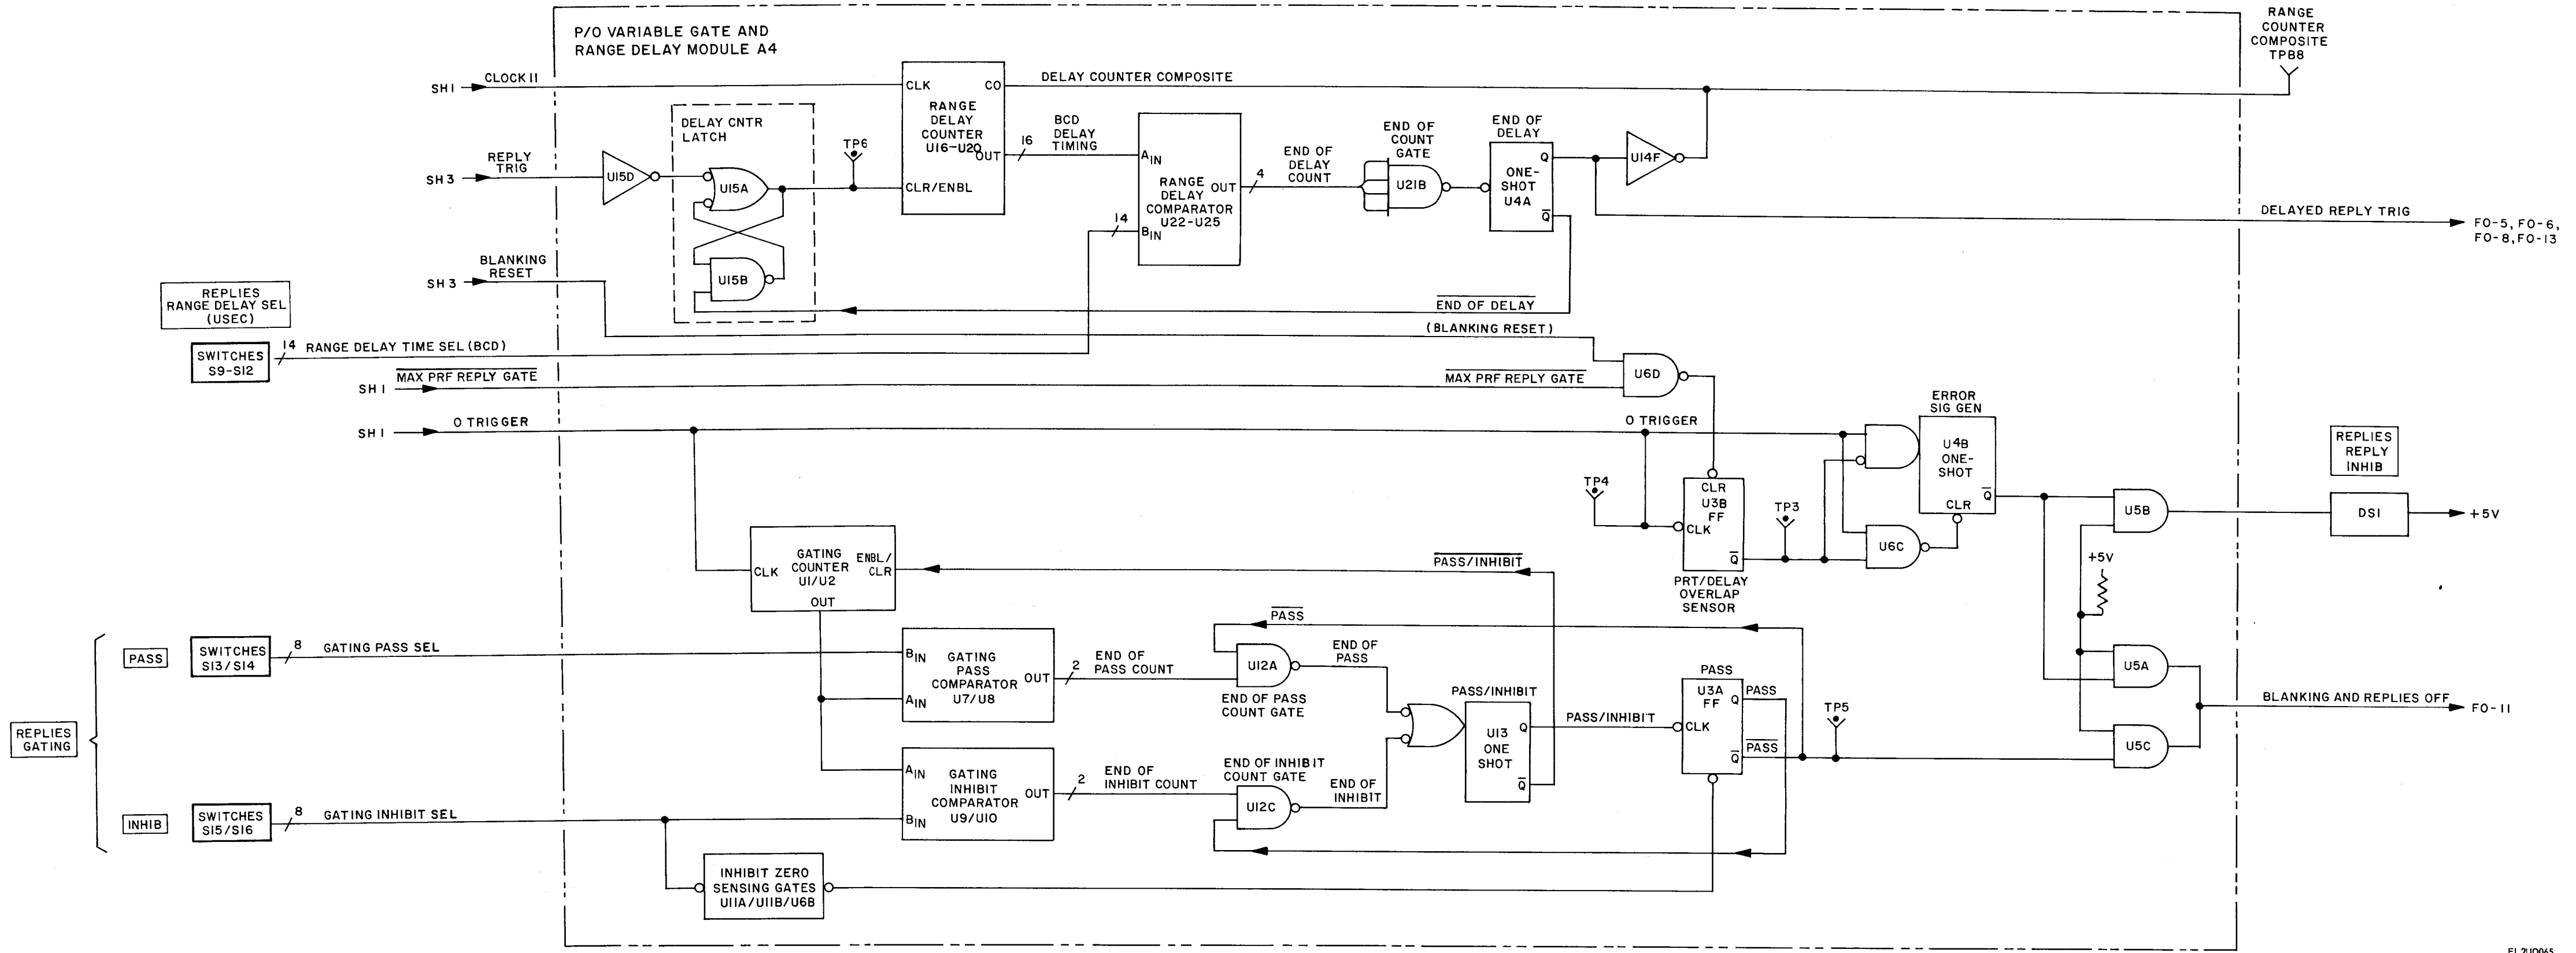 P/O VARIABLE GATE AND
RANGE DELAY MODULE A4
RANGE
COUNTER
COMPOSITE
TPB8
SH1
CLOCK 11
CLK
CO
RANGE
DELAY
COUNTER
U16-U20
OUT
CLR/ENBL
DELAY COUNTER COMPOSITE
DELAY CNTR
LATCH
TP6
16
BCD
DELAY
TIMING
SH3
REPLY
TRIG
U15D
U15A
U15B
AIN
RANGE
DELAY
COMPARATOR
U22-U25
OUT
BIN
14
4
END OF
DELAY
COUNT
END OF
COUNT
GATE
U21B
END OF
DELAY
Q
ONE-
SHOT
U4A
Q
U14F
DELAYED REPLY TRIG
FO-5, FO-6,
FO-8, FO-13
SH3
BLANKING
RESET
END OF DELAY
(BLANKING RESET)
REPLIES
RANGE DELAY SEL
(USEC)
SWITCHES
S9-S12
14
RANGE DELAY TIME SEL (BCD)
SH1
MAX PRF REPLY GATE
MAX PRF REPLY GATE
U6D
SH1
0 TRIGGER
0 TRIGGER
ERROR
SIG GEN
U4B
ONE-
SHOT
Q
CLR
TP4
CLR
U3B
FF
CLK
Q
TP3
U6C
PRT/DELAY
OVERLAP
SENSOR
U5B
REPLIES
REPLY
INHIB
DS1
+5V
+5V
GATING
COUNTER
U1/U2
CLK
ENBL/
CLR
OUT
PASS/INHIBIT
PASS
REPLIES
GATING
PASS
SWITCHES
S13/S14
8
GATING PASS SEL
BIN
GATING
PASS
COMPARATOR
U7/U8
OUT
AIN
2
END OF
PASS COUNT
U12A
END OF
PASS
END OF PASS
COUNT GATE
PASS/INHIBIT
Q
U13
ONE
SHOT
Q
PASS/INHIBIT
PASS
U3A
FF
Q
PASS
CLK
Q
PASS
TP5
U5A
U5C
BLANKING AND REPLIES OFF
FO-11
INHIB
SWITCHES
S15/S16
8
GATING INHIBIT SEL
AIN
GATING
INHIBIT
COMPARATOR
U9/U10
OUT
BIN
2
END OF
INHIBIT COUNT
END OF INHIBIT
COUNT GATE
U12C
END OF
INHIBIT
INHIBIT ZERO
SENSING GATES
U11A/U11B/U6B
EL2U0065